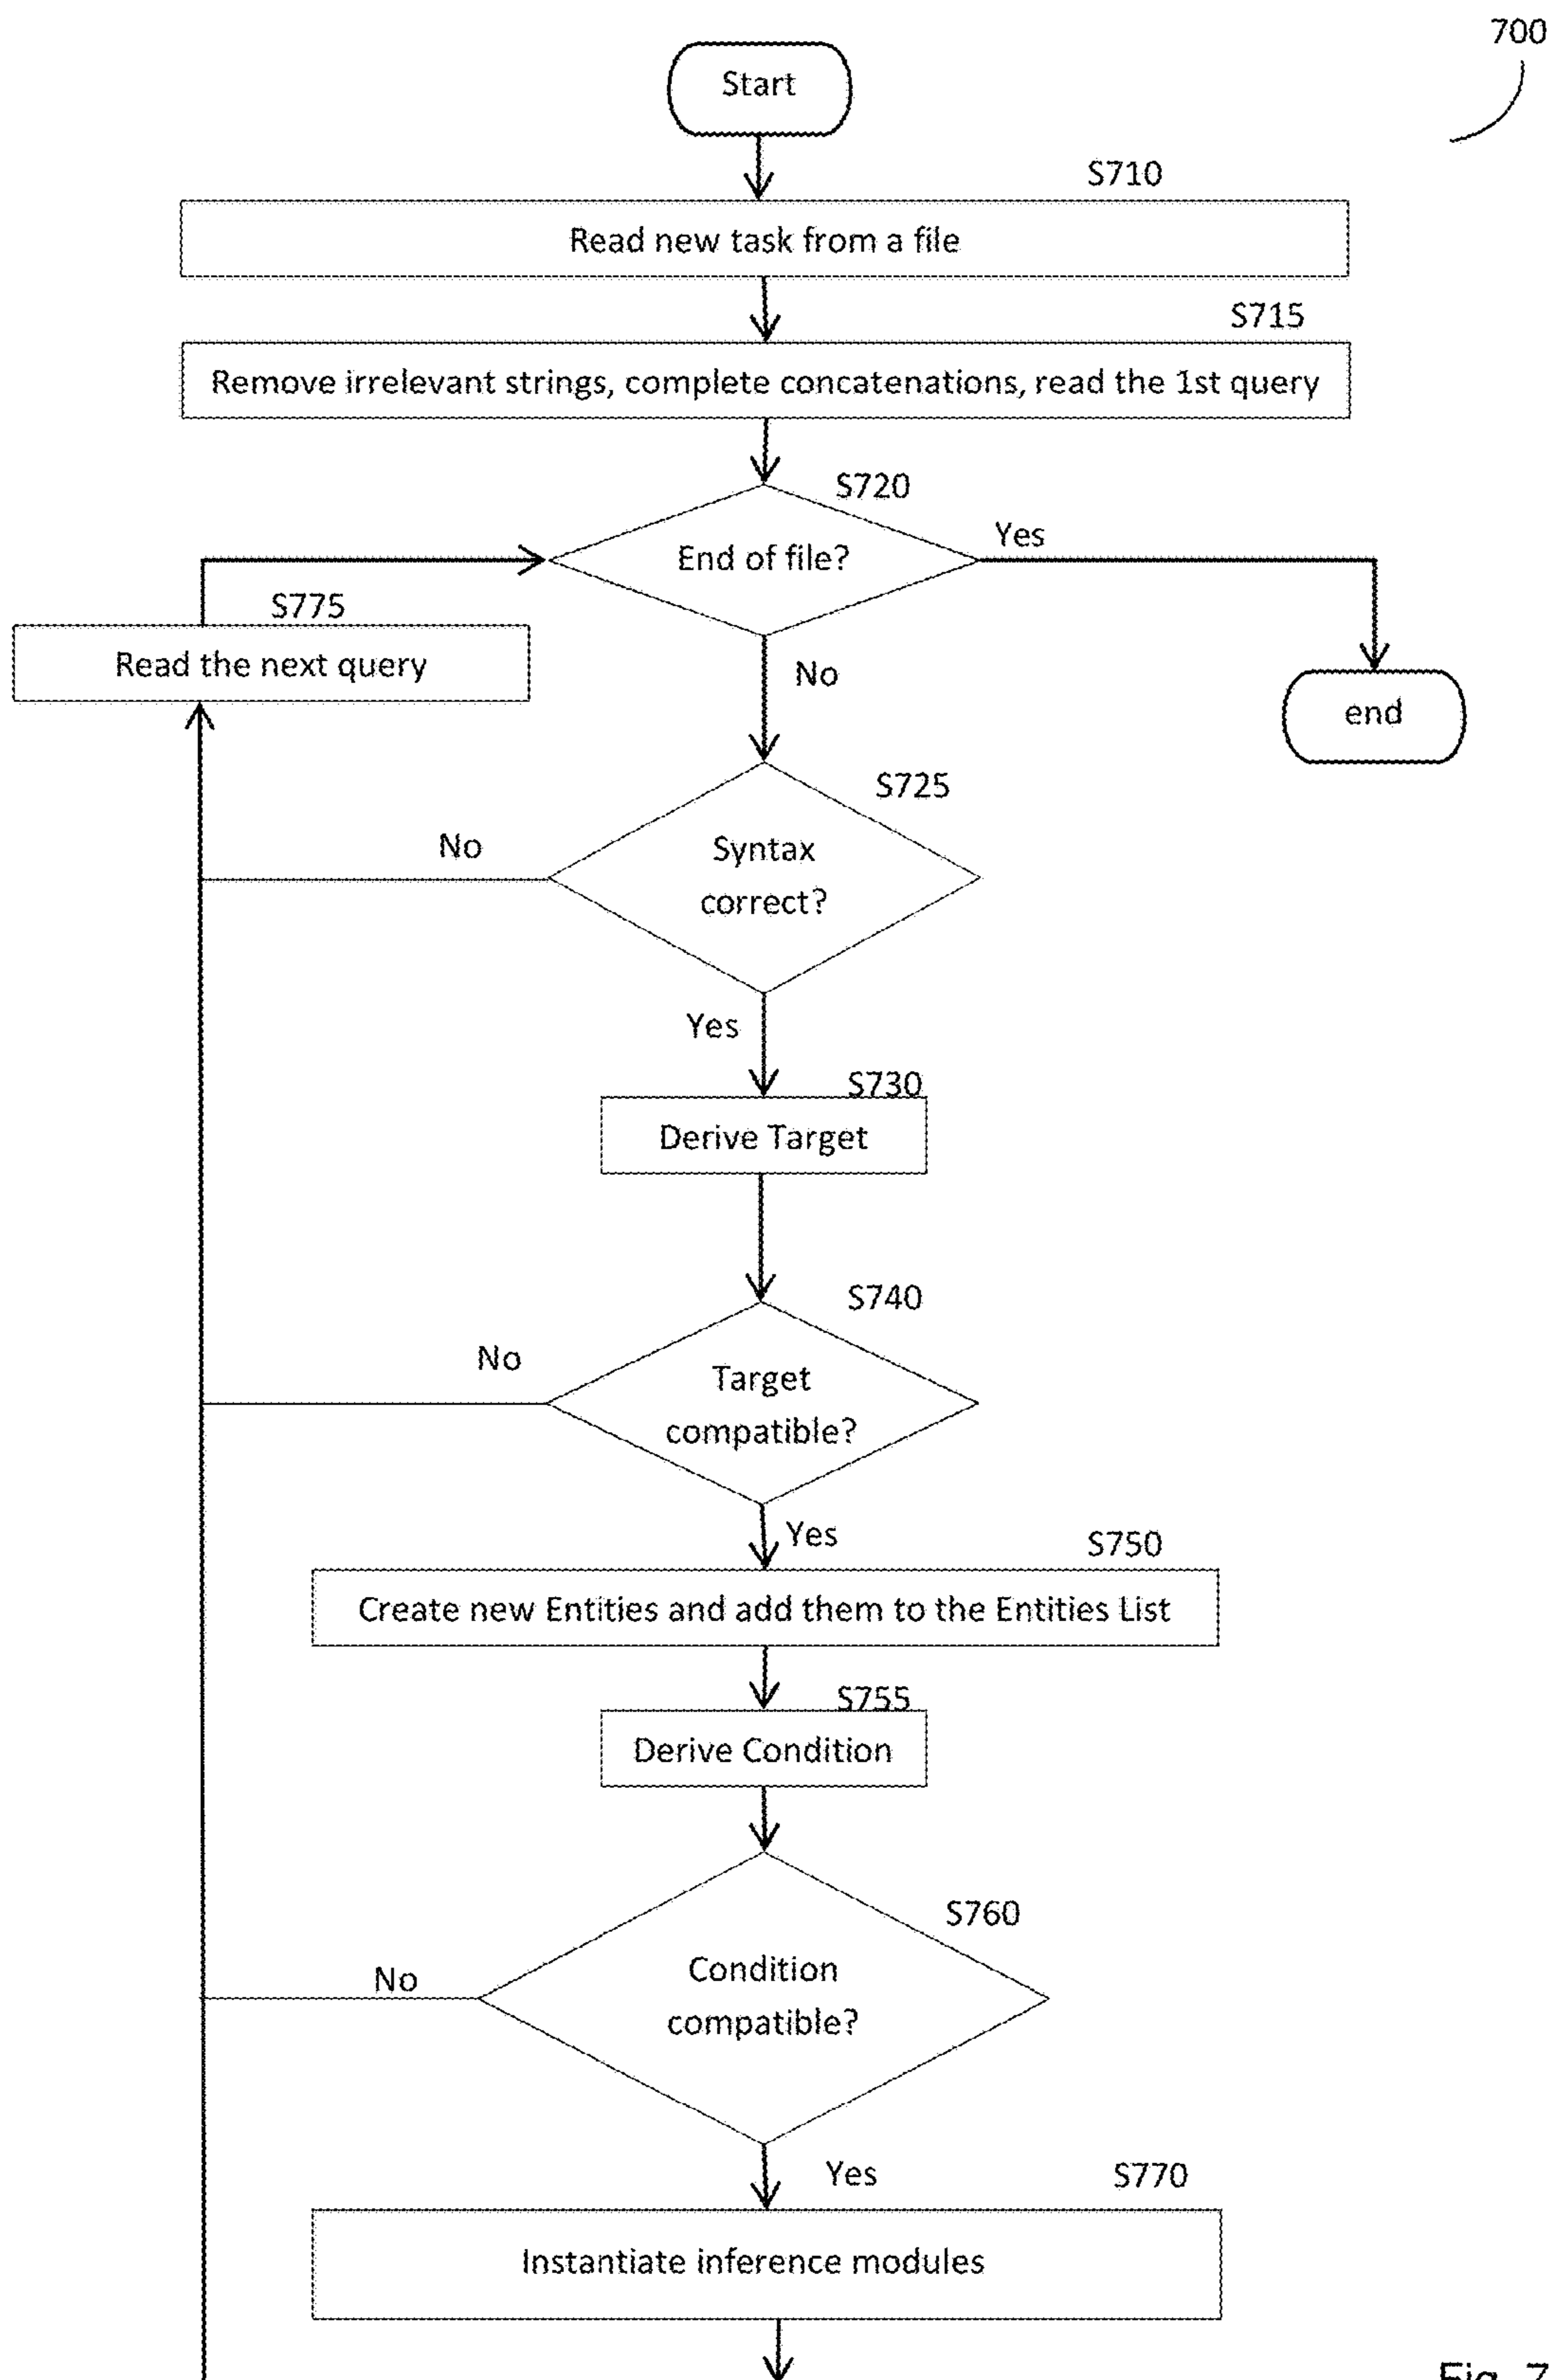 700
Start
S710
Read new task from a file
S715
Remove irrelevant strings, complete concatenations, read the 1st query
S720
End of file?
Yes
S775
Read the next query
No
end
S725
Syntax
correct?
No
Yes
S730
Derive Target
S740
No
Target
compatible?
Yes
S750
Create new Entities and add them to the Entities List
S755
Derive Condition
S760
Condition
compatible?
No
Yes
S770
Instantiate inference modules
Fig. 7